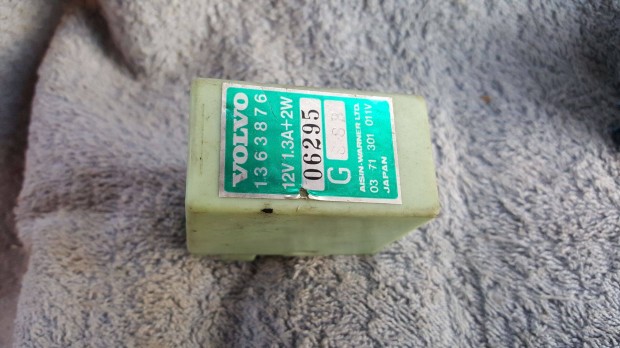 VOLVO
1363876
12V 1.3A+2W
06295
G
AISIN-WARNER LTD.
03 71 301 011V
JAPAN